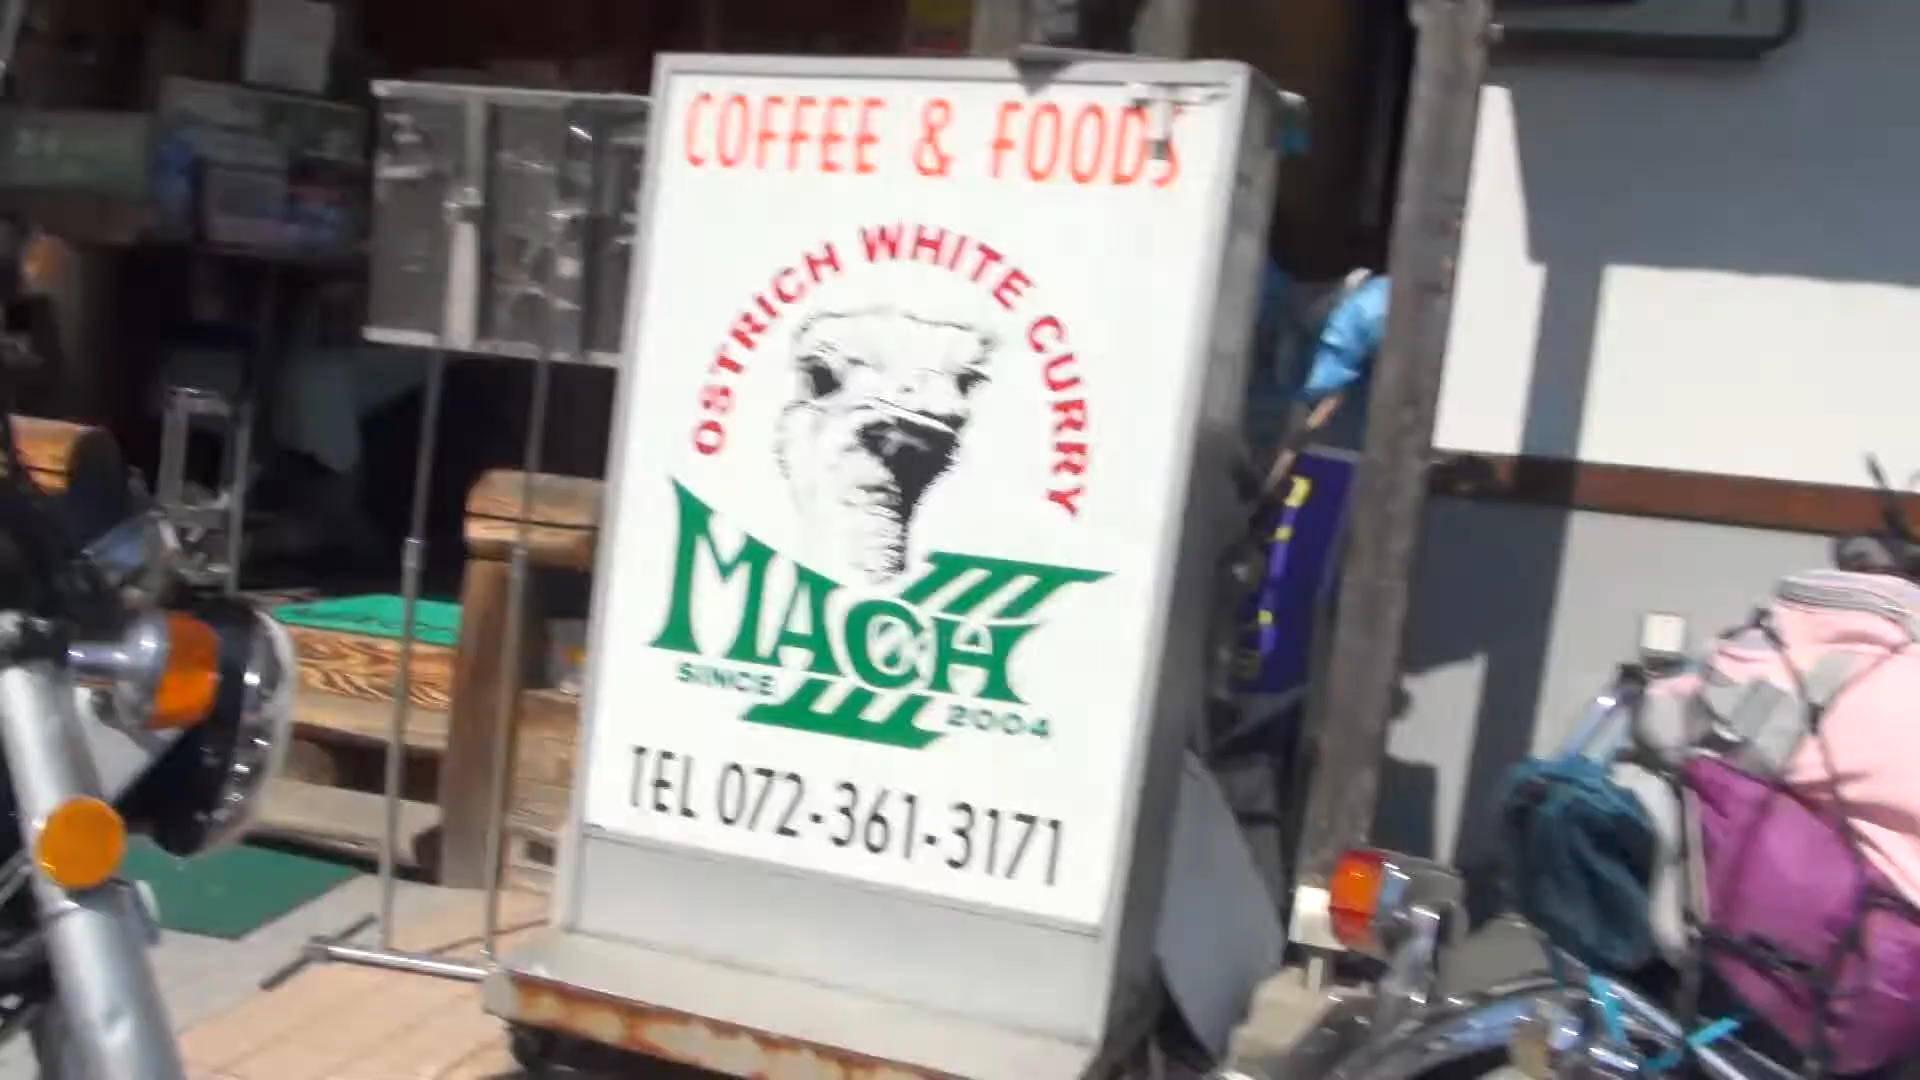 COFFEE & FOODS
OSTRICH WHITE CURRY
MACH
SINCE 2004
TEL 072-361-3171